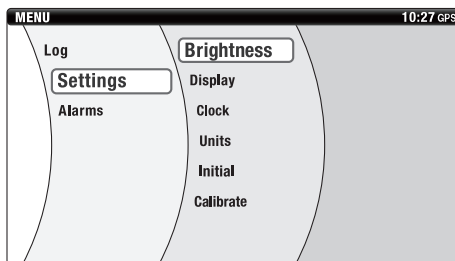 MENU 10:27 GPS
Log
Settings
Alarms
Brightness
Display
Clock
Units
Initial
Calibrate